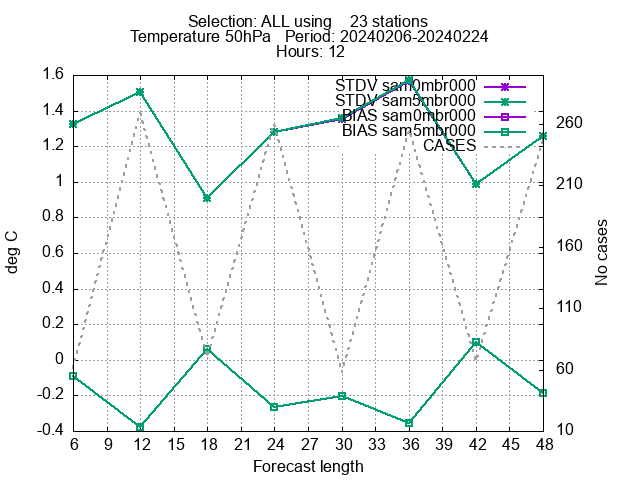 Selection: ALL using 23 stations
Temperature 50hPa Period: 20240206-20240224
Hours: 12
STDV sam0mbr000
STDV sam5mbr000
BIAS sam0mbr000
BIAS sam5mbr000
CASES
deg C
1.6
1.4
1.2
1
0.8
0.6
0.4
0.2
0
-0.2
-0.4
No cases
260
210
160
110
60
10
6 9 12 15 18 21 24 27 30 33 36 39 42 45 48
Forecast length